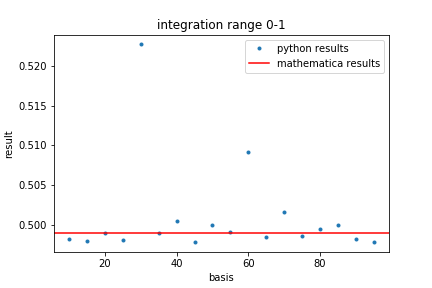 integration range 0-1
python results
mathematica results
0.520
0.515
0.510
0.505
0.500
result
20
40
60
80
basis